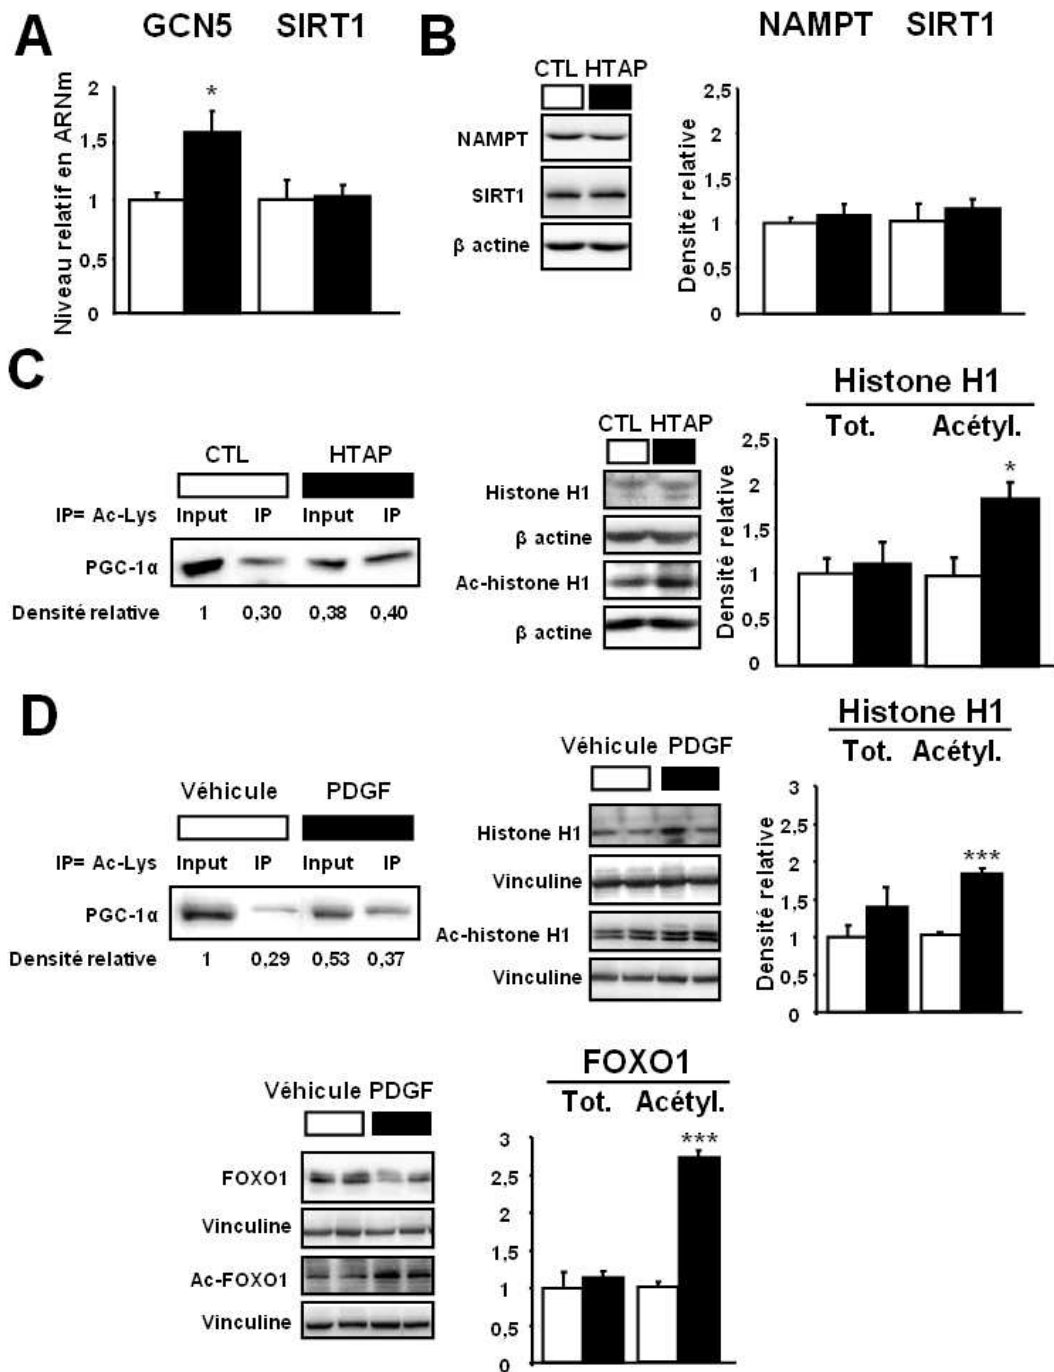 A
GCN5 SIRT1
Niveau relatif en ARNm
2
*
1,5
1
0,5
0
B
CTL HTAP
NAMPT
SIRT1
β actine
NAMPT SIRT1
Densité relative
2,5
2
1,5
1
0,5
0
C
CTL HTAP
IP= Ac-Lys Input IP Input IP
PGC-1α
Densité relative 1 0,30 0,38 0,40
CTL HTAP
Histone H1
β actine
Ac-histone H1
β actine
Histone H1
Tot. Acétyl.
Densité relative
2,5
*
2
1,5
1
0,5
0
D
Véhicule PDGF
IP= Ac-Lys Input IP Input IP
PGC-1α
Densité relative 1 0,29 0,53 0,37
Véhicule PDGF
Histone H1
Vinculine
Ac-histone H1
Vinculine
Histone H1
Tot. Acétyl.
Densité relative
3
2,5
***
2
1,5
1
0,5
0
Véhicule PDGF
FOXO1
Vinculine
Ac-FOXO1
Vinculine
FOXO1
Tot. Acétyl.
***
3
2,5
2
1,5
1
0,5
0